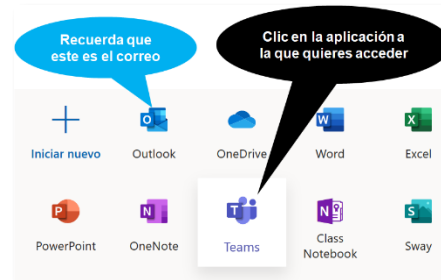 Recuerda que
este es el correo
Clic en la aplicación a
la que quieres acceder
Iniciar nuevo
Outlook
OneDrive
Word
Excel
PowerPoint
OneNote
Teams
Class
Notebook
Sway